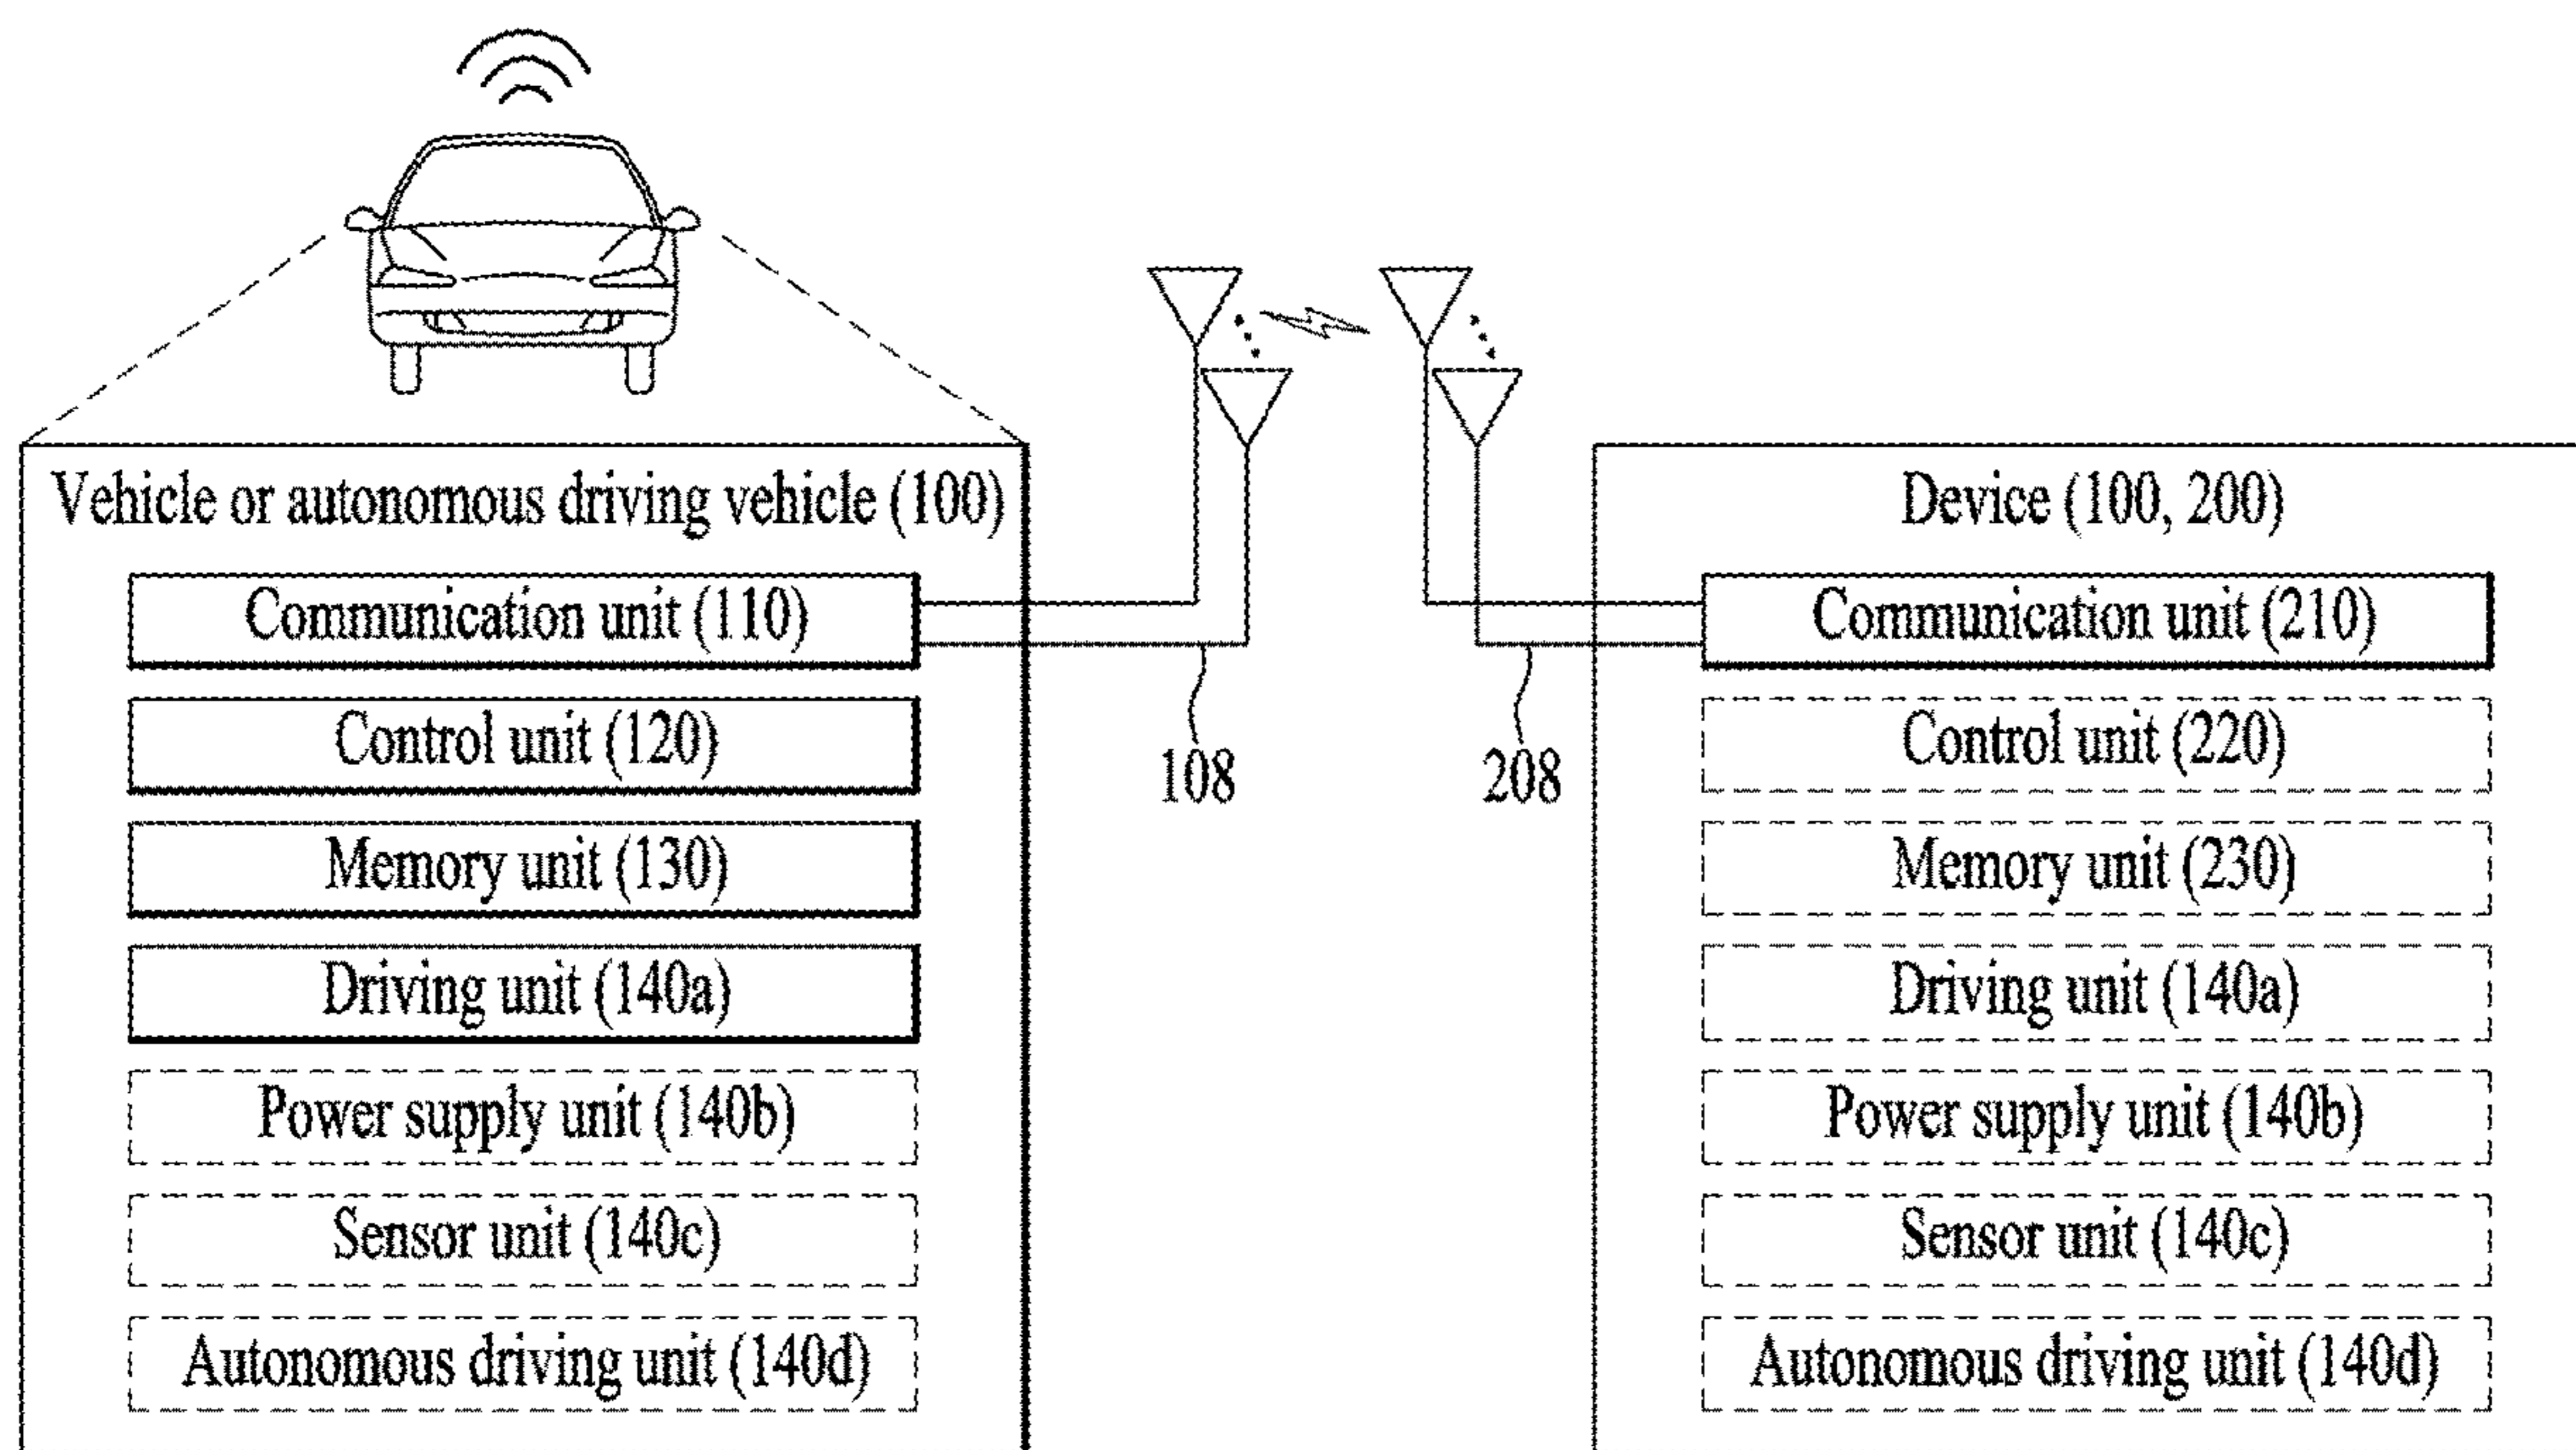 Vehicle or autonomous driving vehicle (100)
Communication unit (110)
Control unit (120)
Memory unit (130)
Driving unit (140a)
Power supply unit (140b)
Sensor unit (140c)
Autonomous driving unit (140d)
108
208
Device (100, 200)
Communication unit (210)
Control unit (220)
Memory unit (230)
Driving unit (140a)
Power supply unit (140b)
Sensor unit (140c)
Autonomous driving unit (140d)